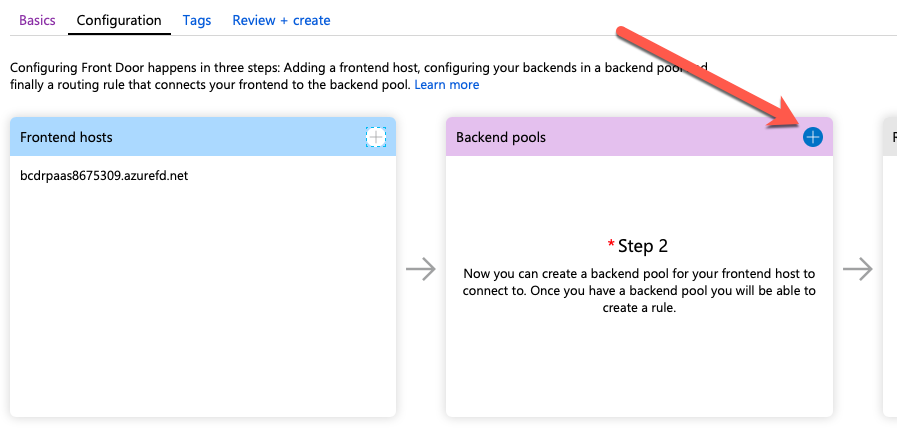 Basics Configuration Tags Review + create
Configuring Front Door happens in three steps: Adding a frontend host, configuring your backends in a backend pool
finally a routing rule that connects your frontend to the backend pool. Learn more
Frontend hosts
bcdrpaas8675309.azurefd.net
Backend pools
* Step 2
Now you can create a backend pool for your frontend host to
connect to. Once you have a backend pool you will be able to
create a rule.